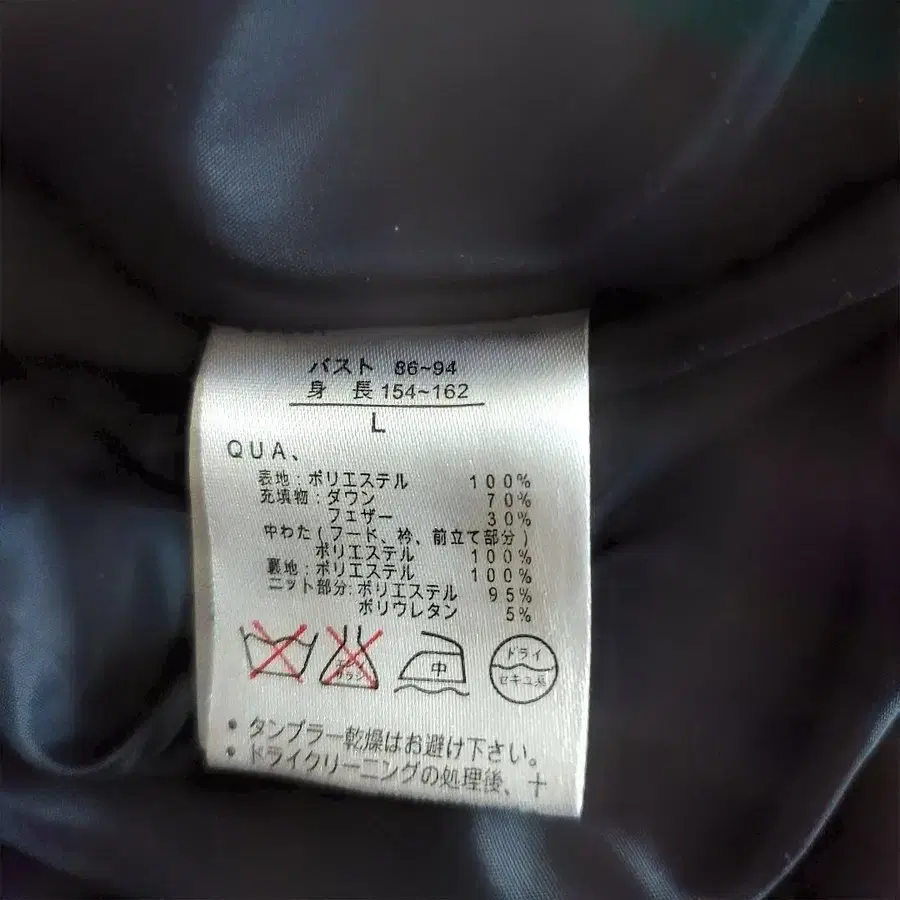 バスト 86~94
身 長 154~162
L
QUA、
表地:ポリエステル 100%
充填物:ダウン 70%
フェザー 30%
中わた(フード、衿、前立て部分)
ポリエステル 100%
裏地:ポリエステル 100%
ニット部分:ポリエステル 95%
ポリウレタン 5%
中
ドライ
セキユ系
• タンブラー乾燥はお避け下さい。
• ドライクリーニングの処理後、十